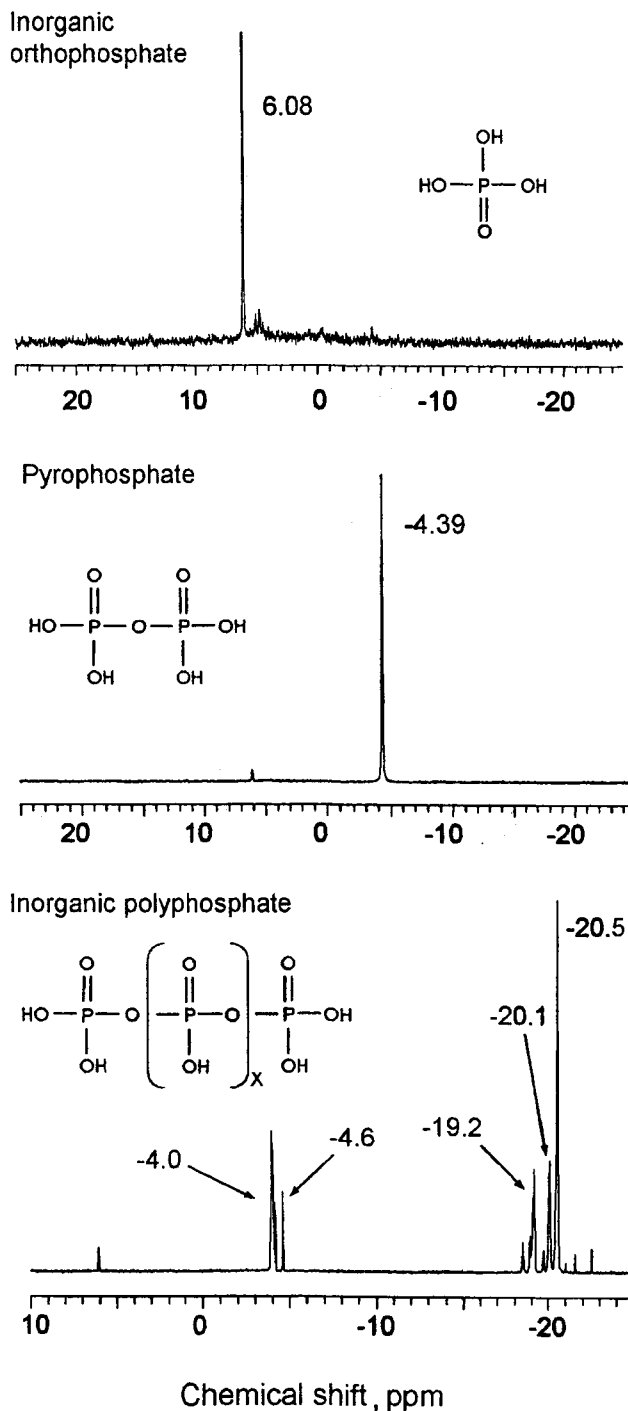 Inorganic
orthophosphate
6.08
OH
HO—P—OH
O
20 10 0 -10 -20
Pyrophosphate
-4.39
O O
HO—P—O—P—OH
OH OH
20 10 0 -10 -20
Inorganic polyphosphate
-20.5
O O O
HO—P—O—P—O—P—OH
OH OH OH
X
-20.1
-19.2
-4.0 -4.6
10 0 -10 -20
Chemical shift, ppm